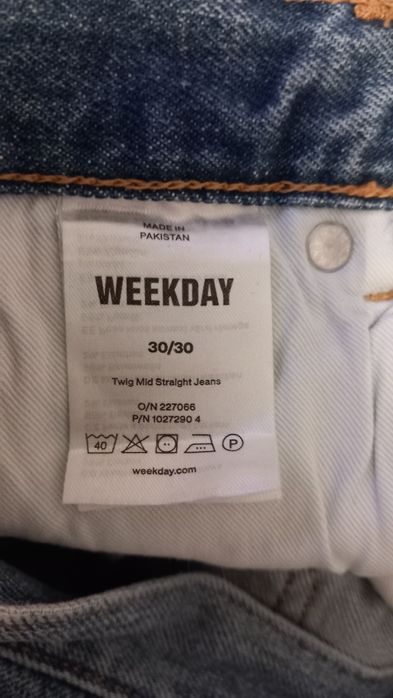 MADE IN
PAKISTAN
WEEKDAY
30/30
Twig Mid Straight Jeans
O/N 227066
P/N 1027290 4
40 P
weekday.com